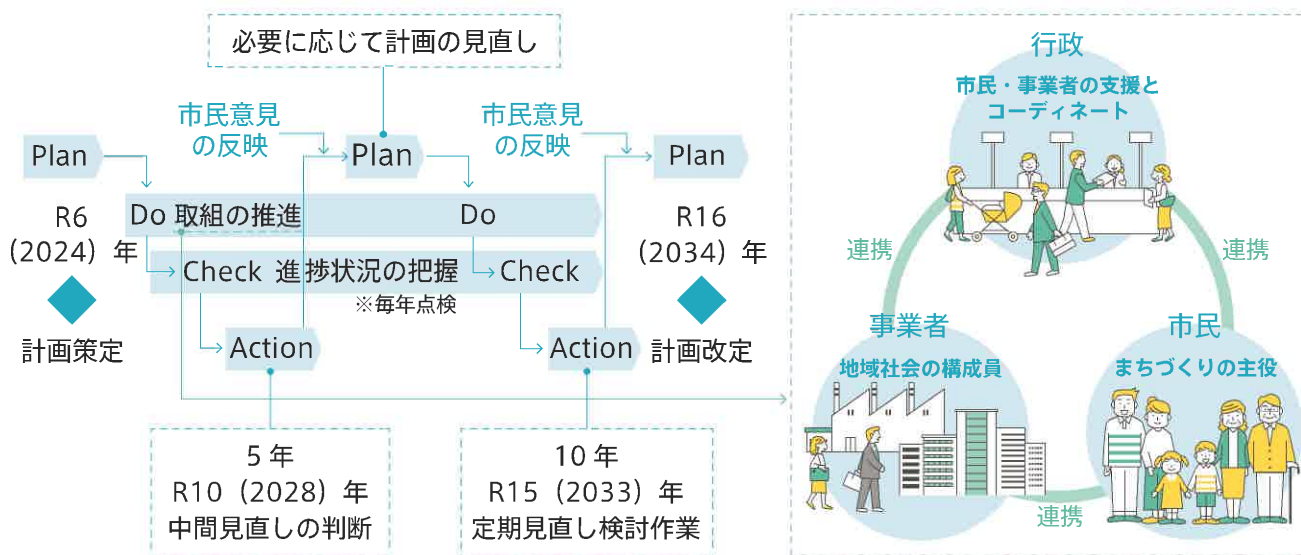 必要に応じて計画の見直し
市民意見
の反映
市民意見
の反映
Plan
Plan
Plan
R6
（2024）年
Do 取組の推進
Do
R16
（2034）年
Check 進捗状況の把握
Check
※毎年点検
計画策定
Action
Action
計画改定
5年
R10（2028）年
中間見直しの判断
10年
R15（2033）年
定期見直し検討作業
行政
市民・事業者の支援と
コーディネート
連携
連携
事業者
地域社会の構成員
市民
まちづくりの主役
連携